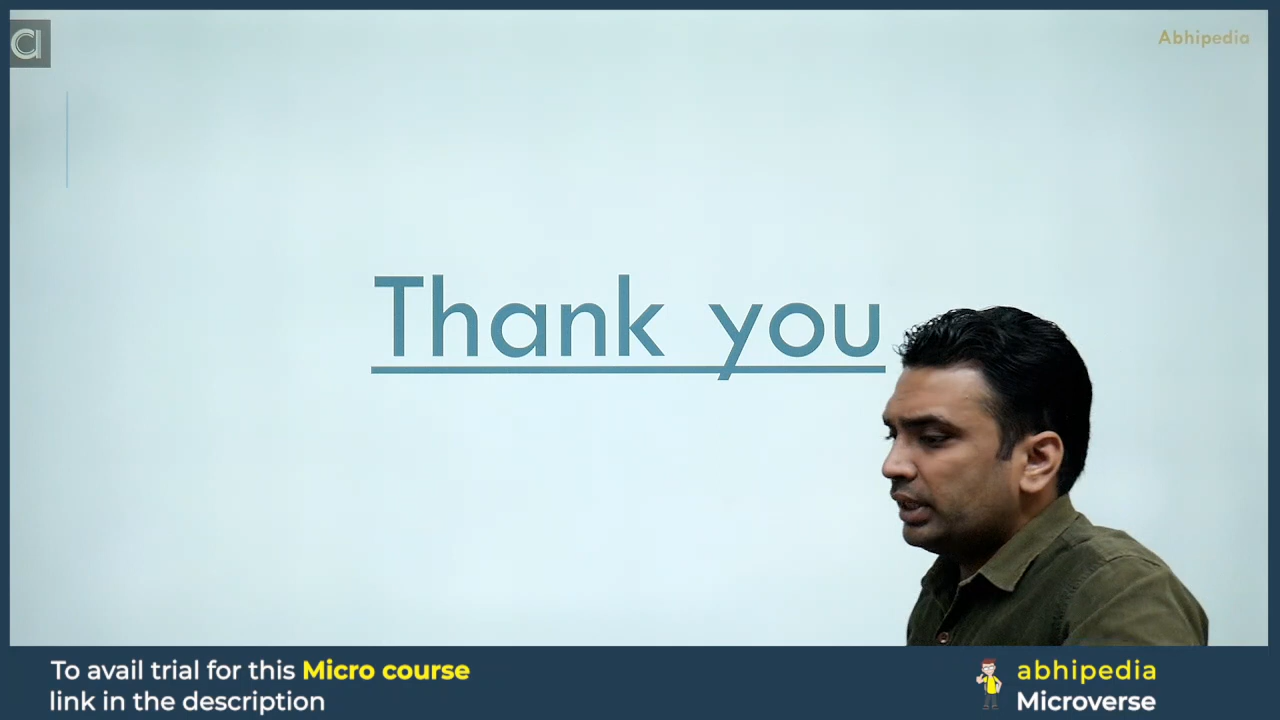 Abhipedia
Thank you
To avail trial for this Micro course
link in the description
abhipedia
Microverse